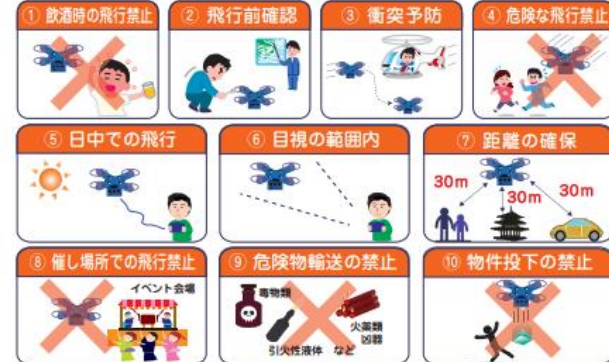 ① 飲酒時の飛行禁止
② 飛行前確認
③ 衝突予防
④ 危険な飛行禁止
⑤ 日中での飛行
⑥ 目視の範囲内
⑦ 距離の確保
30m
30m
30m
⑧ 催し場所での飛行禁止
イベント会場
⑨ 危険物輸送の禁止
毒物類
火薬類
凶器
引火性液体 など
⑩ 物件投下の禁止